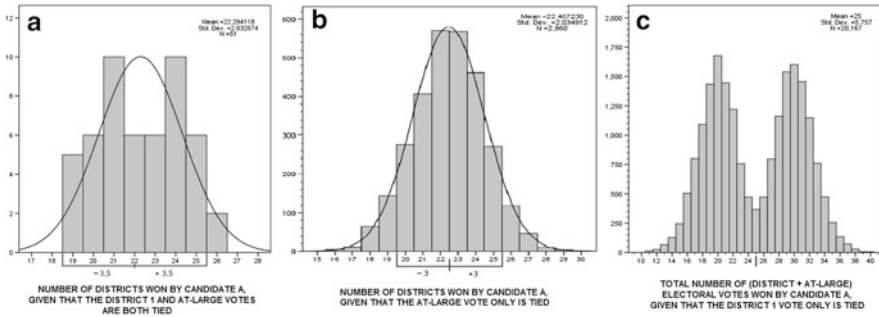 a
Mean =22.294118
Std. Dev. =2.032674
N =51
12
10
8
6
4
2
0
17 18 19 20 21 22 23 24 25 26 27 28
−3.5 + 3.5
NUMBER OF DISTRICTS WON BY CANDIDATE A,
GIVEN THAT THE DISTRICT 1 AND AT-LARGE VOTES
ARE BOTH TIED
b
Mean =22.467230
Std. Dev. =2.034912
N =2,960
600
500
400
300
200
100
0
15 16 17 18 19 20 21 22 23 24 25 26 27 28 29 30
−3 +3
NUMBER OF DISTRICTS WON BY CANDIDATE A,
GIVEN THAT THE AT-LARGE VOTE ONLY IS TIED
c
Mean =25
Std. Dev. =5.757
N =20,167
2,000
1,750
1,500
1,250
1,000
750
500
250
0
10 12 14 16 18 20 22 24 26 28 30 32 34 36 38 40
TOTAL NUMBER OF (DISTRICT + AT-LARGE)
ELECTORAL VOTES WON BY CANDIDATE A,
GIVEN THAT THE DISTRICT 1 VOTE ONLY IS TIED